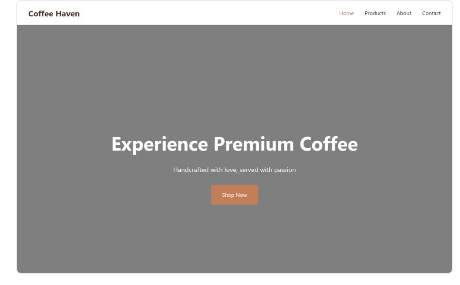 Coffee Haven
Home Products About Contact
Experience Premium Coffee
Handcrafted with love, served with passion
Shop Now